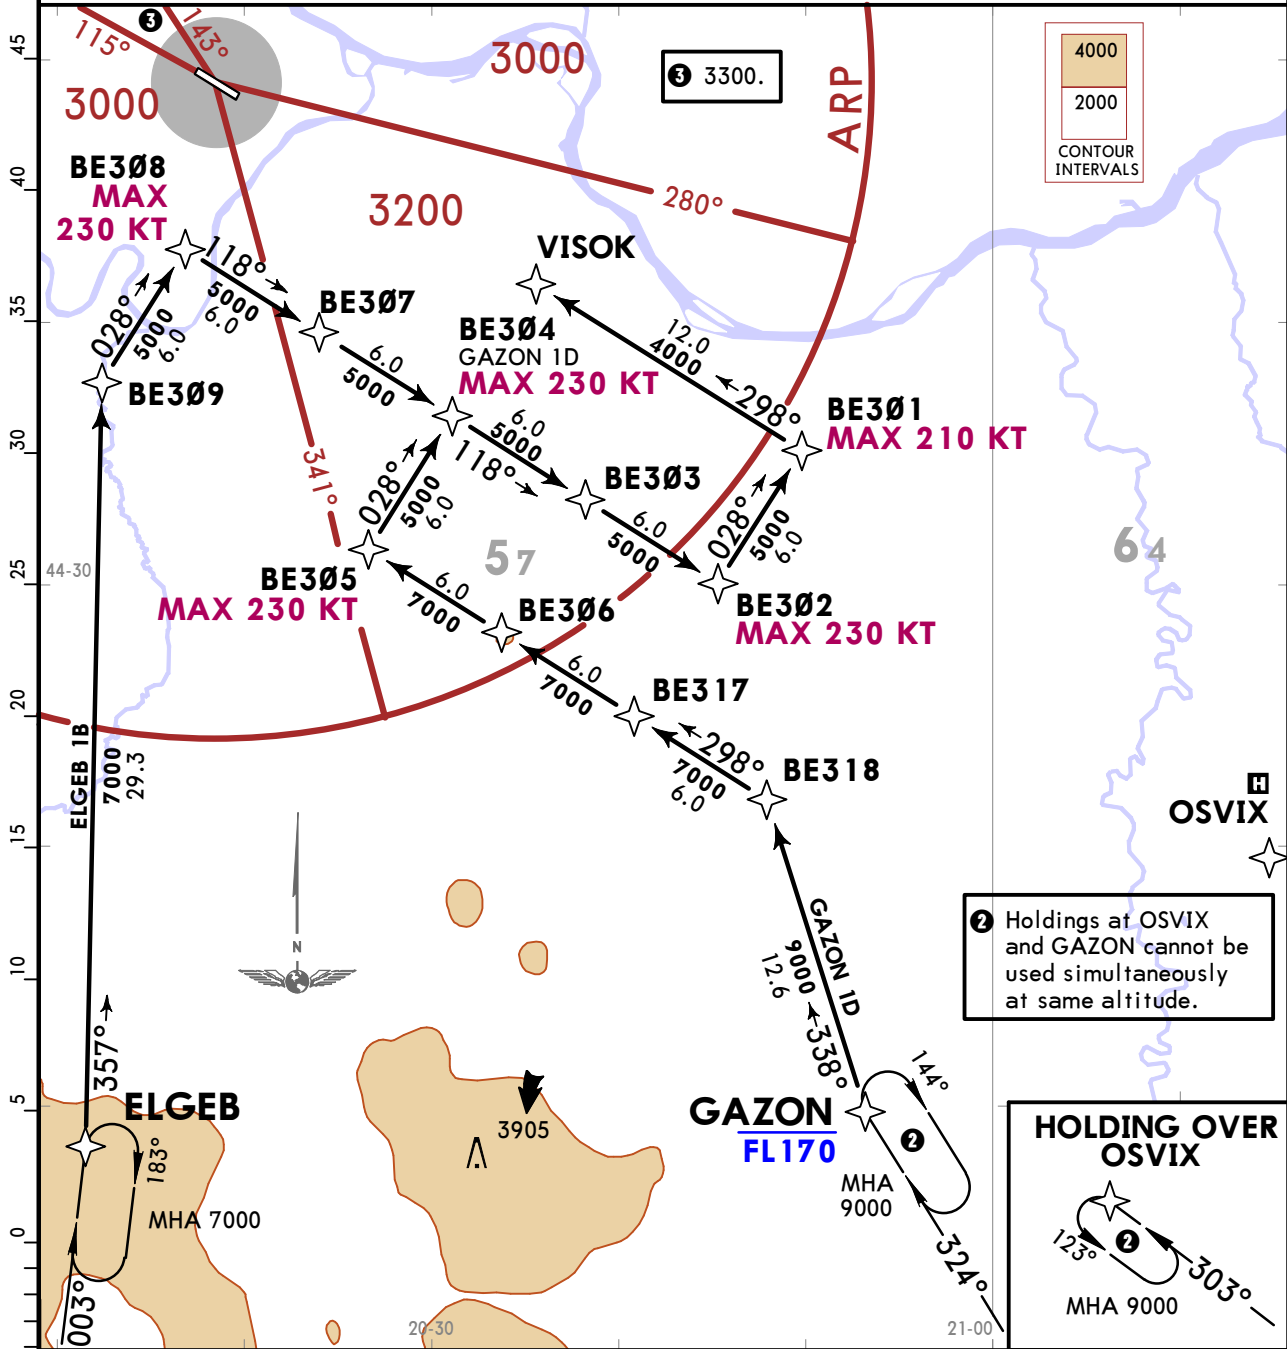 45
115°
3
143°
3000
3000
3 3300.
ARP
4000
2000
CONTOUR
INTERVALS
40
BE3Ø8
MAX
230 KT
3200
280°
VISOK
118°
5000
6.0
35
BE3Ø7
028°
5000
6.0
BE3Ø4
GAZON 1D
MAX 230 KT
12.0
4000
298°
6.0
5000
BE3Ø9
BE3Ø1
MAX 210 KT
30
6.0
5000
118°
341°
028°
5000
6.0
BE3Ø3
028°
5000
6.0
6.0
5000
57
64
44-30
25
BE3Ø5
MAX 230 KT
6.0
7000
BE3Ø6
BE3Ø2
MAX 230 KT
20
6.0
7000
BE317
ELGEB 1B
7000
29.3
298°
7000
6.0
BE318
H
OSVIX
15
GAZON 1D
9000
12.6
338°
2 Holdings at OSVIX
and GAZON cannot be
used simultaneously
at same altitude.
N
10
357°
5
ELGEB
183°
MHA 7000
3905
GAZON
FL170
144°
2
MHA
9000
324°
HOLDING OVER
OSVIX
123°
2
303°
MHA 9000
0
003°
20-30
21-00